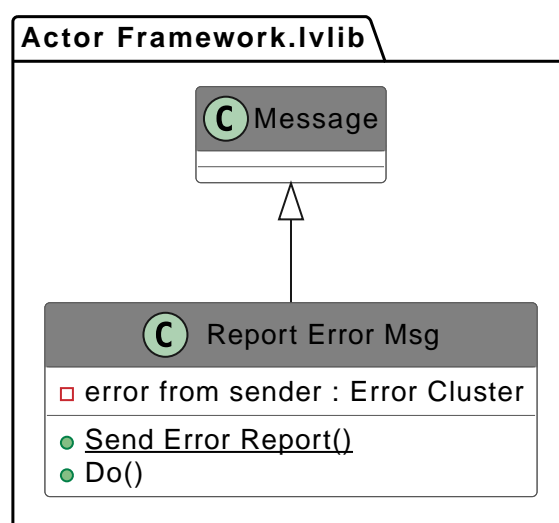 Actor Framework.lvlib
C Message
C Report Error Msg
error from sender : Error Cluster
Send Error Report()
Do()